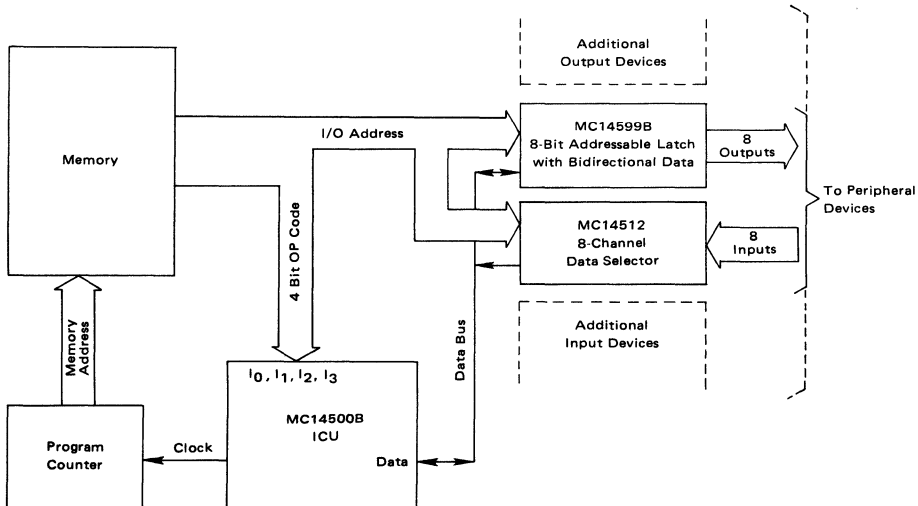 Additional
Output Devices
Memory
I/O Address
MC14599B
8-Bit Addressable Latch
with Bidirectional Data
8
Outputs
To Peripheral
Devices
4 Bit OP Code
MC14512
8-Channel
Data Selector
8
Inputs
Memory
Address
Data Bus
Additional
Input Devices
I0, I1, I2, I3
MC14500B
ICU
Program
Counter
Clock
Data